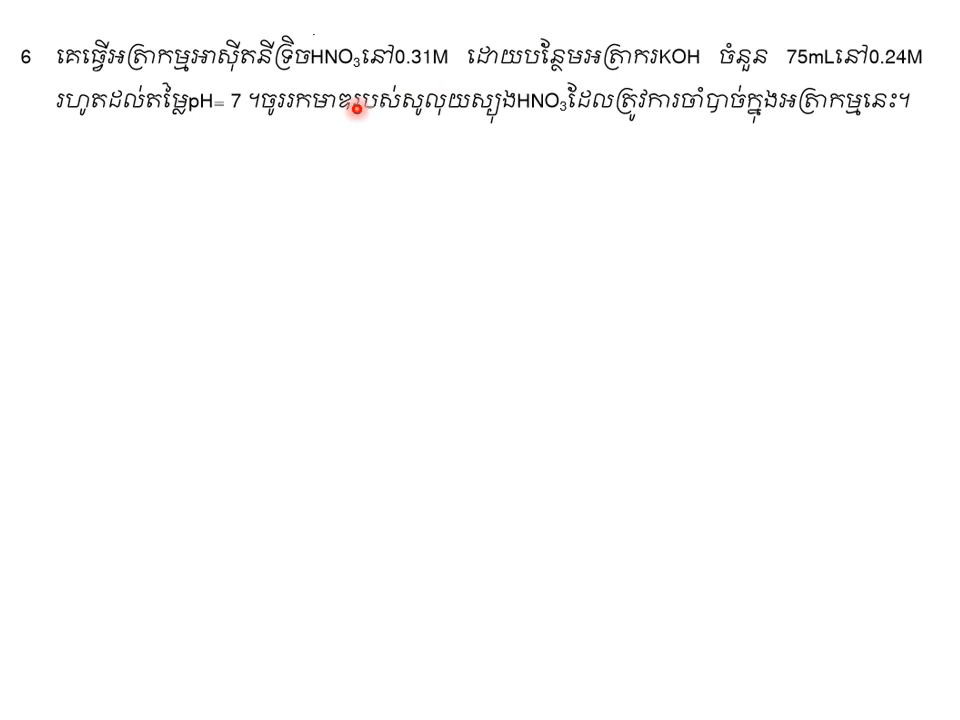 6 គេធ្វើអត្រាកម្មអាស៊ីតនីទ្រិចHNO₃នៅ0.31M ដោយបន្ថែមអត្រាករKOH ចំនួន 75mLនៅ0.24M
រហូតដល់តម្លៃpH= 7 ។ចូររកមាឌរបស់សូលុយស្យុងHNO₃ដែលត្រូវការចាំបាច់ក្នុងអត្រាកម្មនេះ។